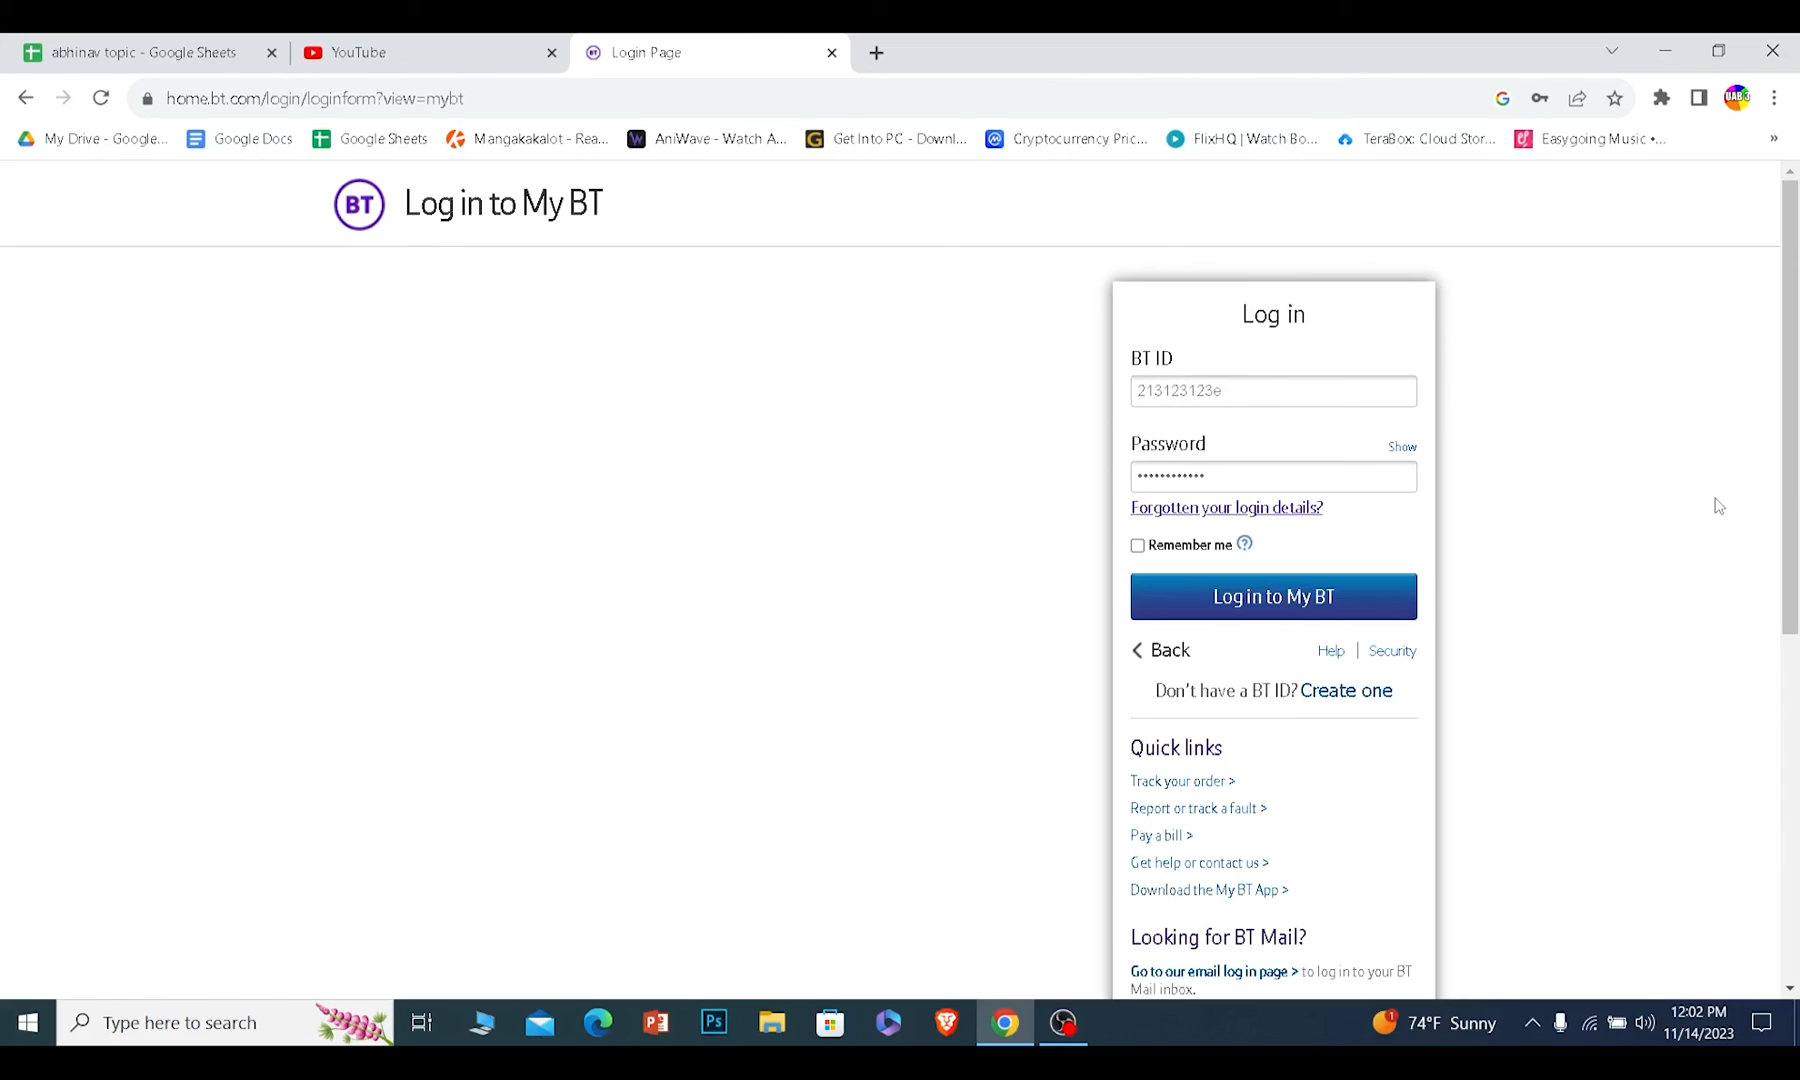 abhinav topic - Google Sheets
YouTube
Login Page
home.bt.com/login/loginform?view=mybt
UAB 3
My Drive - Google...
Google Docs
Google Sheets
Mangakakalot - Rea...
AniWave - Watch A...
Get Into PC - Downl...
Cryptocurrency Pric...
FlixHQ | Watch Bo...
TeraBox: Cloud Stor...
Easygoing Music •...
»
BT
Log in to My BT
Log in
BT ID
213123123e
Password
Show
••••••••••••
Forgotten your login details?
Remember me
Log in to My BT
Back
Help | Security
Don't have a BT ID? Create one
Quick links
Track your order >
Report or track a fault >
Pay a bill >
Get help or contact us >
Download the My BT App >
Looking for BT Mail?
Go to our email log in page > to log in to your BT
Mail inbox.
Type here to search
74°F Sunny
12:02 PM
11/14/2023